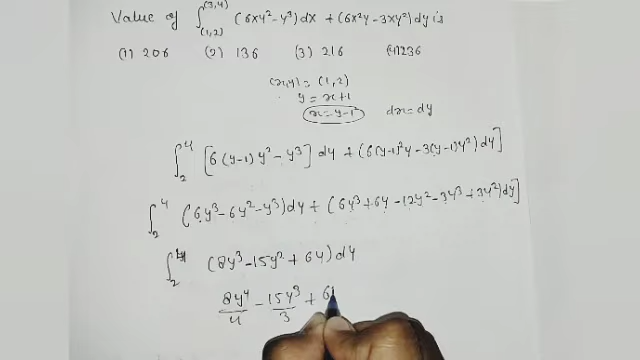 Value of ∫_(1,2)^(3,4) (6xy² - y³) dx + (6x²y - 3xy²) dy is
(1) 206 (2) 136 (3) 216 (4) 236
(x,y) = (1,2)
y = x+1
x = y-1 dx = dy
∫_2^4 [6(y-1)y² - y³] dy + (6(y-1)²y - 3(y-1)y²) dy]
∫_2^4 (6y³ - 6y² - y³) dy + (6y³ + 6y - 12y² - 3y³ + 3y²) dy]
∫_2^4 (8y³ - 15y² + 6y) dy
8y⁴/4 - 15y³/3 + 6